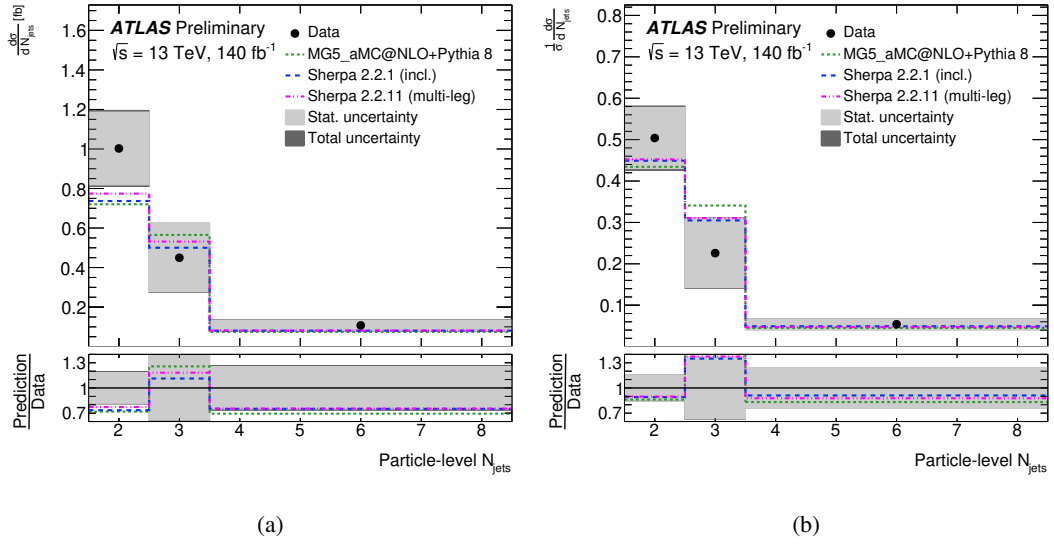 dσ/d N_jets [fb]
1.6
1.4
1.2
1
0.8
0.6
0.4
0.2
ATLAS Preliminary
√s = 13 TeV, 140 fb⁻¹
Data
MG5_aMC@NLO+Pythia 8
Sherpa 2.2.1 (incl.)
Sherpa 2.2.11 (multi-leg)
Stat. uncertainty
Total uncertainty
Prediction
Data
1.3
1
0.7
2 3 4 5 6 7 8
Particle-level N_jets
(a)
1/σ dσ/d N_jets
0.8
0.7
0.6
0.5
0.4
0.3
0.2
0.1
ATLAS Preliminary
√s = 13 TeV, 140 fb⁻¹
Data
MG5_aMC@NLO+Pythia 8
Sherpa 2.2.1 (incl.)
Sherpa 2.2.11 (multi-leg)
Stat. uncertainty
Total uncertainty
Prediction
Data
1.3
1
0.7
2 3 4 5 6 7 8
Particle-level N_jets
(b)